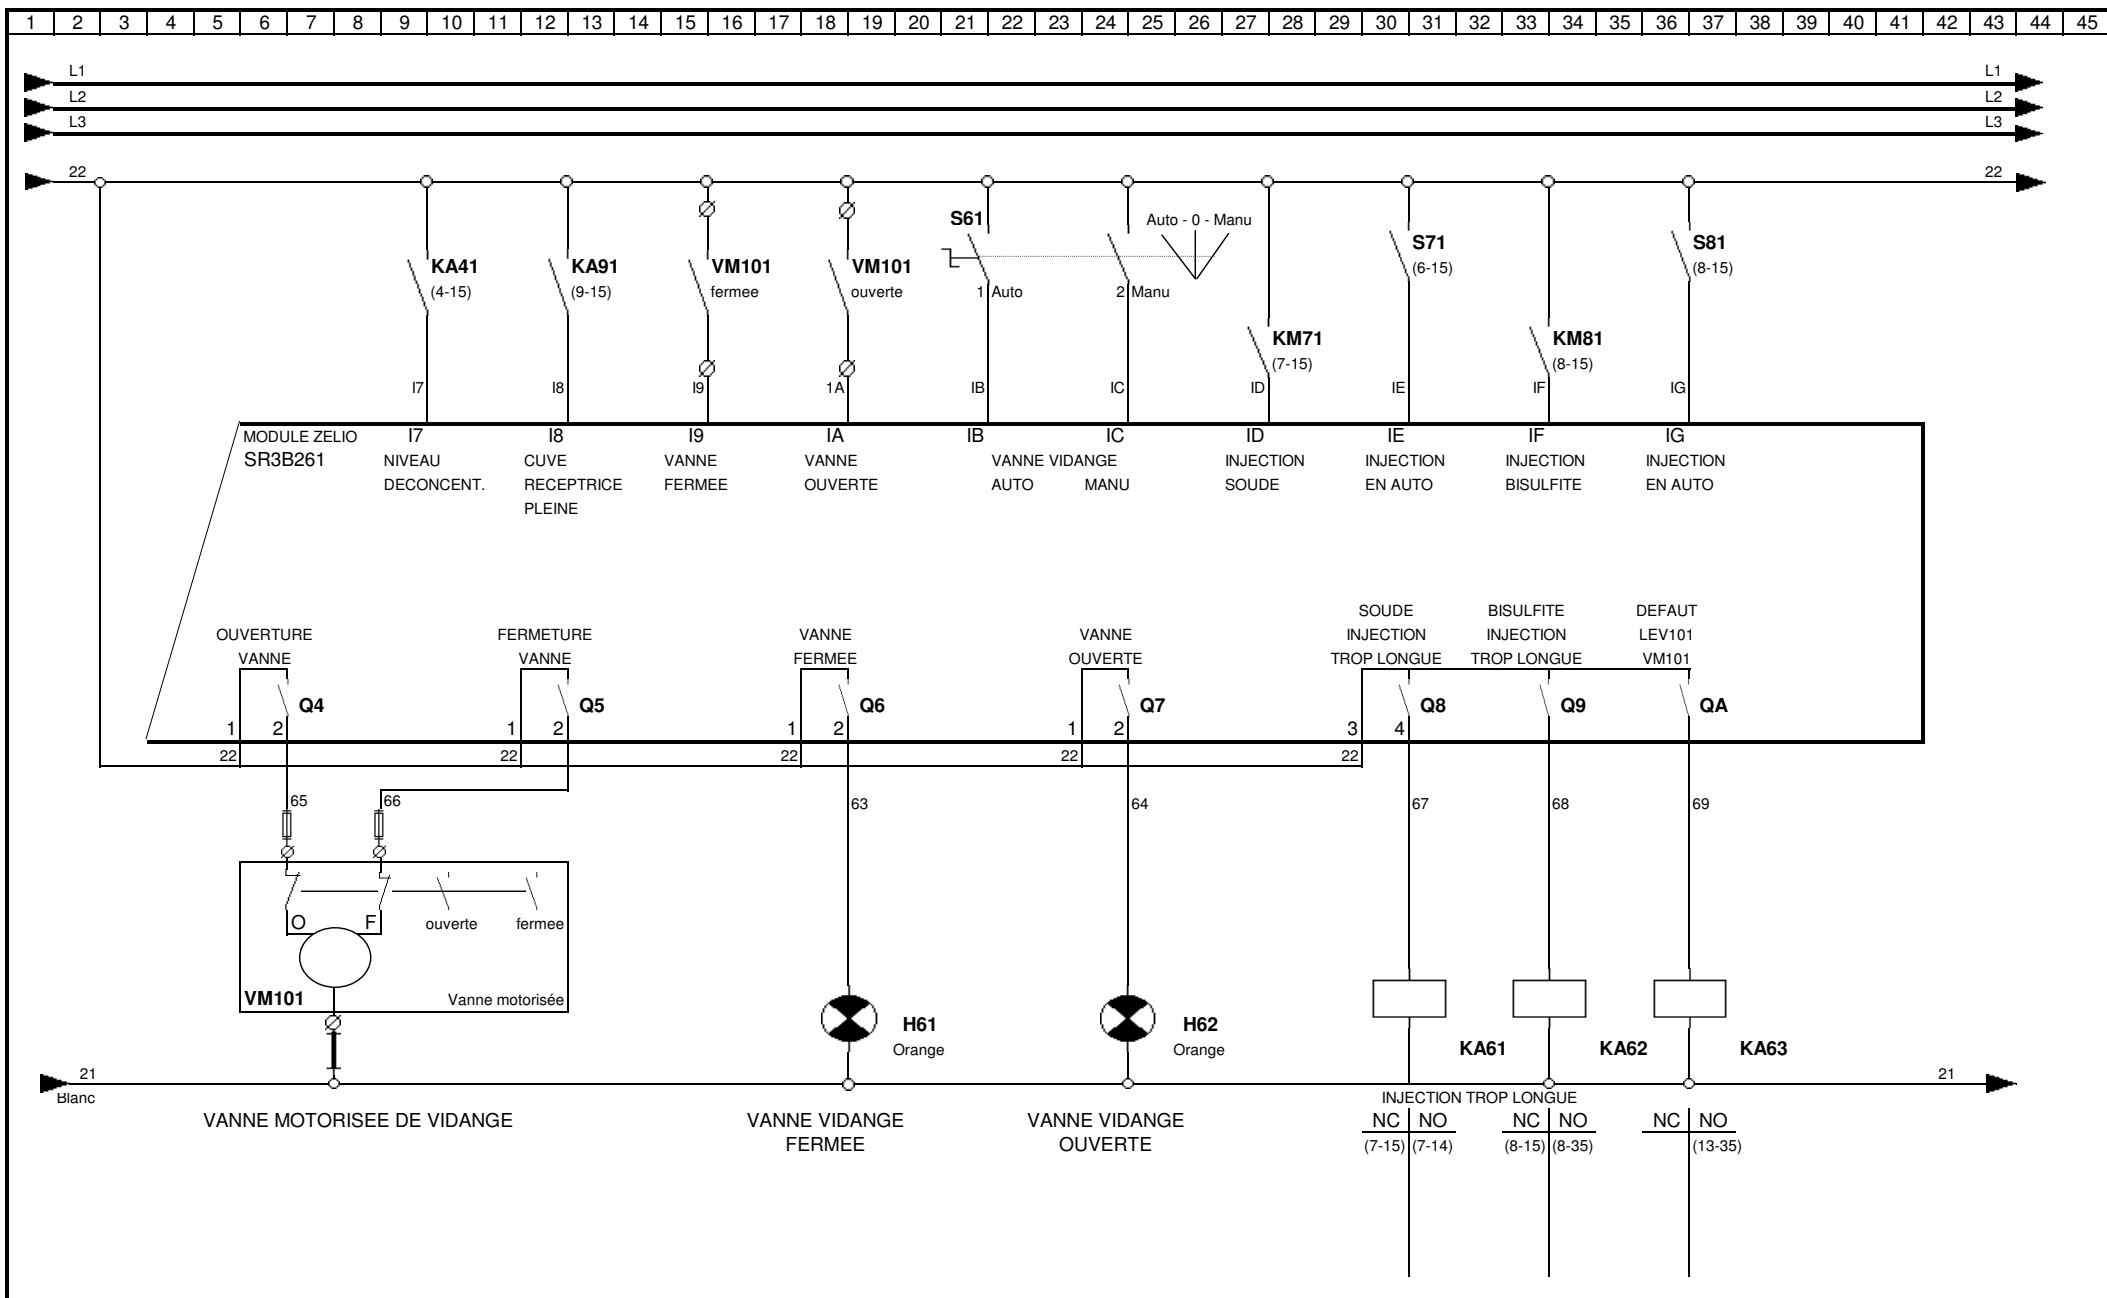 1 2 3 4 5 6 7 8 9 10 11 12 13 14 15 16 17 18 19 20 21 22 23 24 25 26 27 28 29 30 31 32 33 34 35 36 37 38 39 40 41 42 43 44 45
L1 L1
L2 L2
L3 L3
22 22
S61 Auto - 0 - Manu
S71 S81
KA41 KA91 VM101 VM101 (6-15) (8-15)
(4-15) (9-15) fermee ouverte 1 Auto 2 Manu
KM71 KM81
(7-15) (8-15)
I7 I8 I9 1A IB IC ID IE IF IG
MODULE ZELIO I7 I8 I9 IA IB IC ID IE IF IG
SR3B261 NIVEAU CUVE VANNE VANNE VANNE VIDANGE INJECTION INJECTION INJECTION INJECTION
DECONCENT. RECEPTRICE FERMEE OUVERTE AUTO MANU SOUDE EN AUTO BISULFITE EN AUTO
PLEINE
SOUDE BISULFITE DEFAUT
OUVERTURE FERMETURE VANNE VANNE INJECTION INJECTION LEV101
VANNE VANNE FERMEE OUVERTE TROP LONGUE TROP LONGUE VM101
Q4 Q5 Q6 Q7 Q8 Q9 QA
1 2 1 2 1 2 1 2 3 4
22 22 22 22 22
65 66 63 64 67 68 69
O F ouverte fermee
VM101 Vanne motorisée
H61 H62
Orange Orange KA61 KA62 KA63
21 21
Blanc INJECTION TROP LONGUE
VANNE MOTORISEE DE VIDANGE VANNE VIDANGE VANNE VIDANGE NC NO NC NO NC NO
FERMEE OUVERTE (7-15) (7-14) (8-15) (8-35) (13-35)